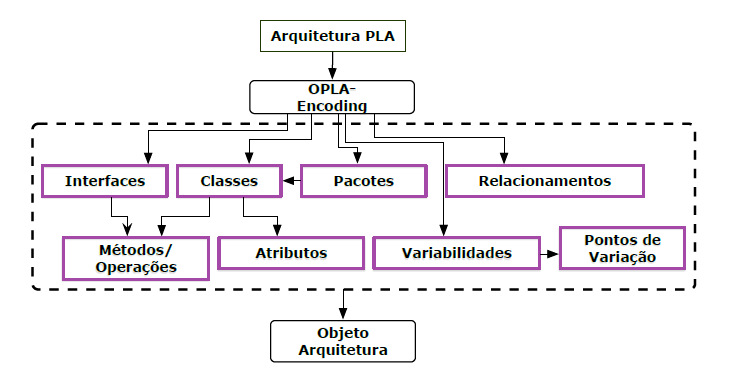 Arquitetura PLA
OPLA-
Encoding
Interfaces
Classes
Pacotes
Relacionamentos
Métodos/
Operações
Atributos
Variabilidades
Pontos de
Variação
Objeto
Arquitetura